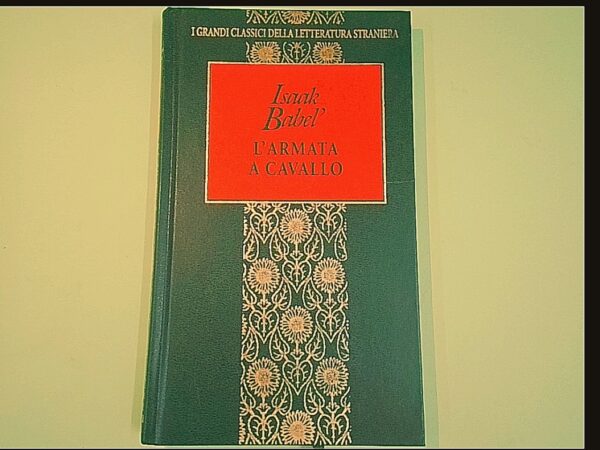 I GRANDI CLASSICI DELLA LETTERATURA STRANIERA
Isaak
Babel'
L'ARMATA
A CAVALLO